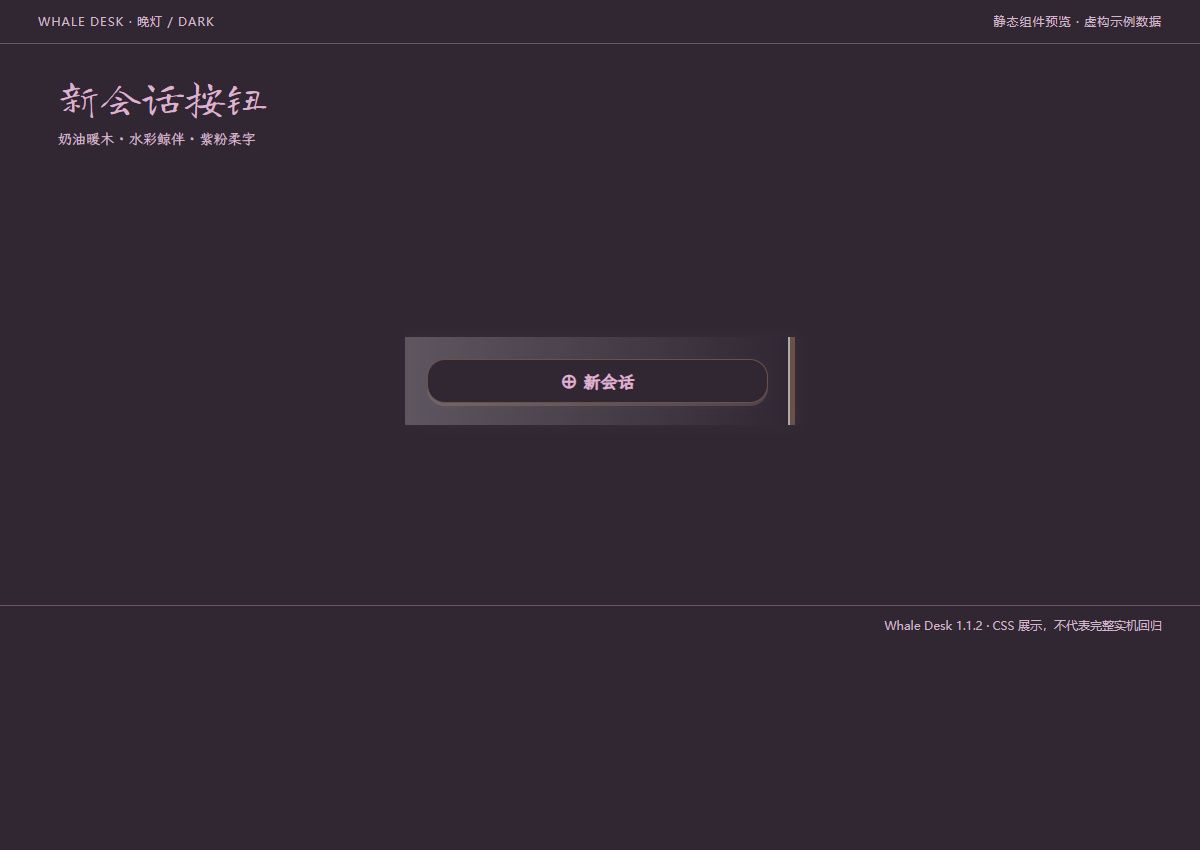 WHALE DESK · 晚灯 / DARK
静态组件预览 · 虚构示例数据
新会话按钮
奶油暖木 · 水彩鲸伴 · 紫粉柔字
⊕ 新会话
Whale Desk 1.1.2 · CSS 展示，不代表完整实机回归